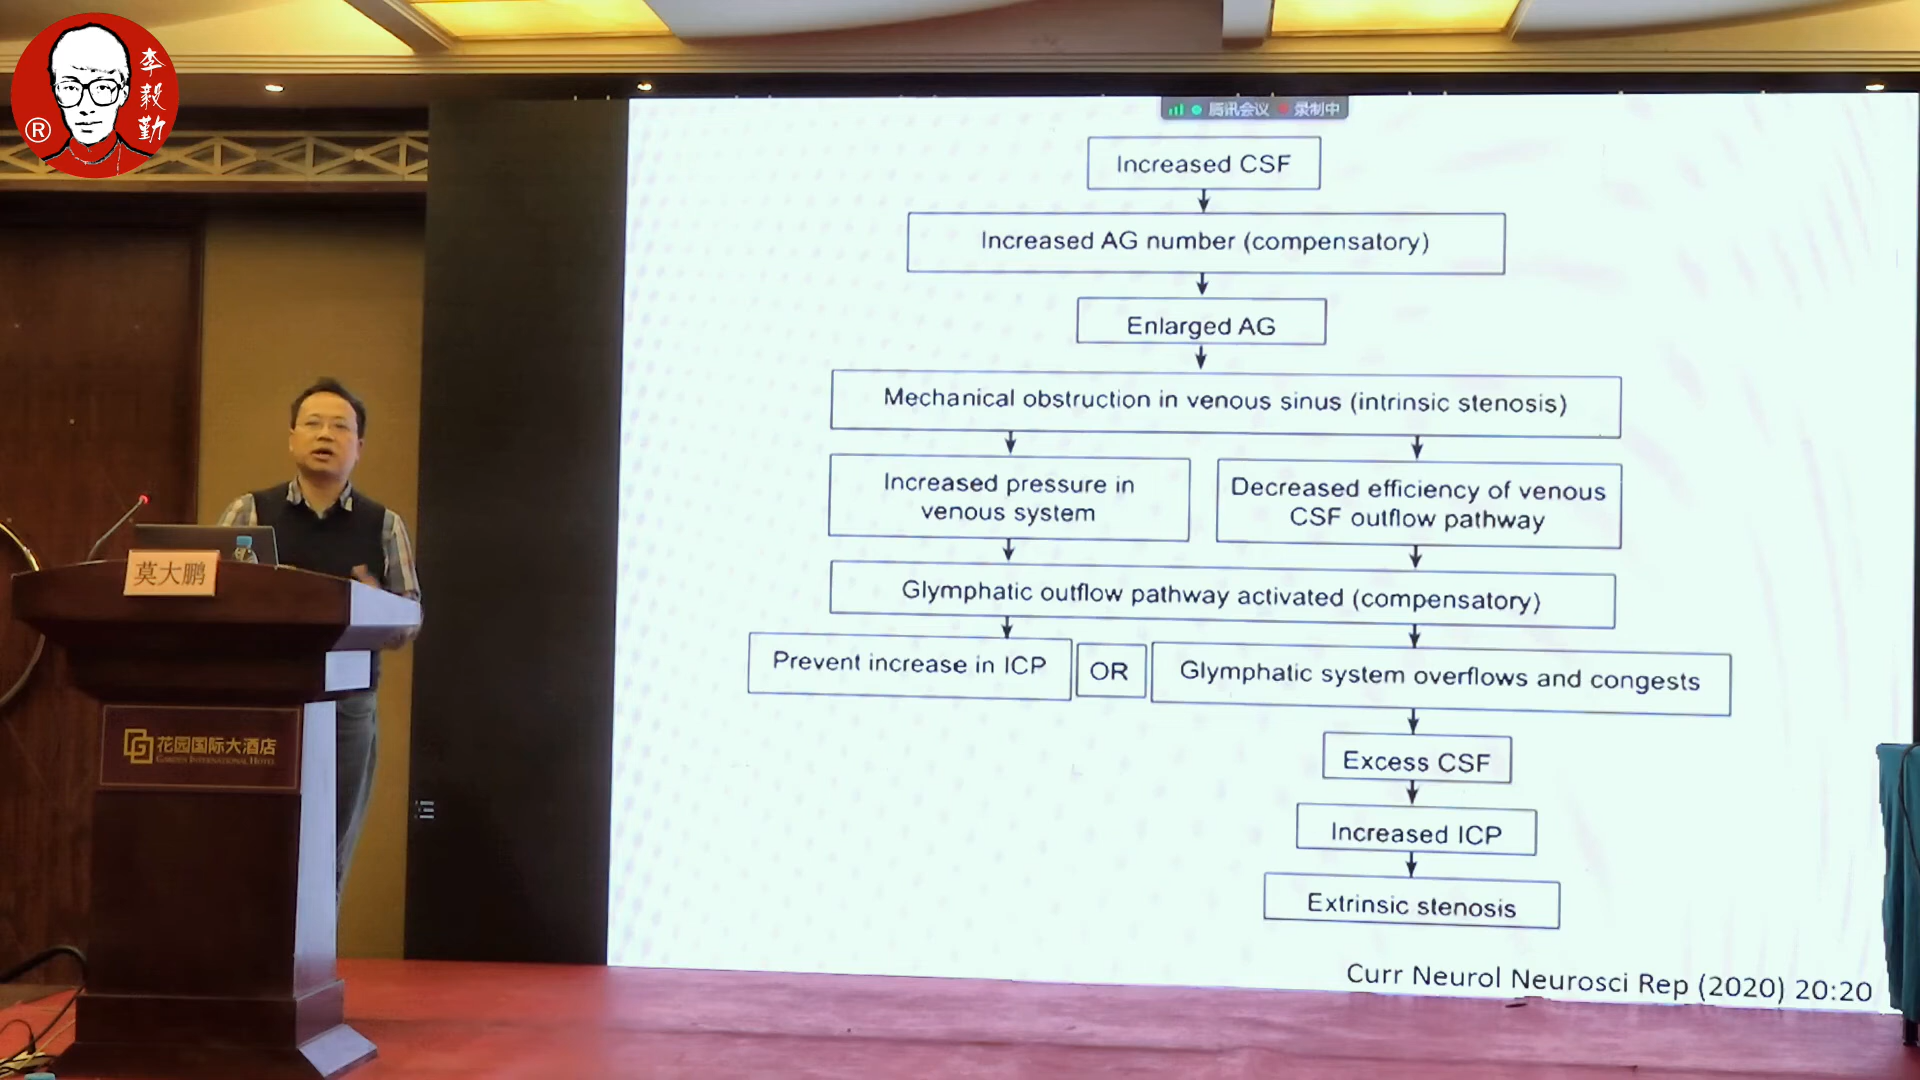 李毅勤
®
腾讯会议 录制中
Increased CSF
Increased AG number (compensatory)
Enlarged AG
Mechanical obstruction in venous sinus (intrinsic stenosis)
Increased pressure in
venous system
Decreased efficiency of venous
CSF outflow pathway
Glymphatic outflow pathway activated (compensatory)
Prevent increase in ICP
OR
Glymphatic system overflows and congests
Excess CSF
Increased ICP
Extrinsic stenosis
Curr Neurol Neurosci Rep (2020) 20:20
莫大鹏
花园国际大酒店
GARDEN INTERNATIONAL HOTEL